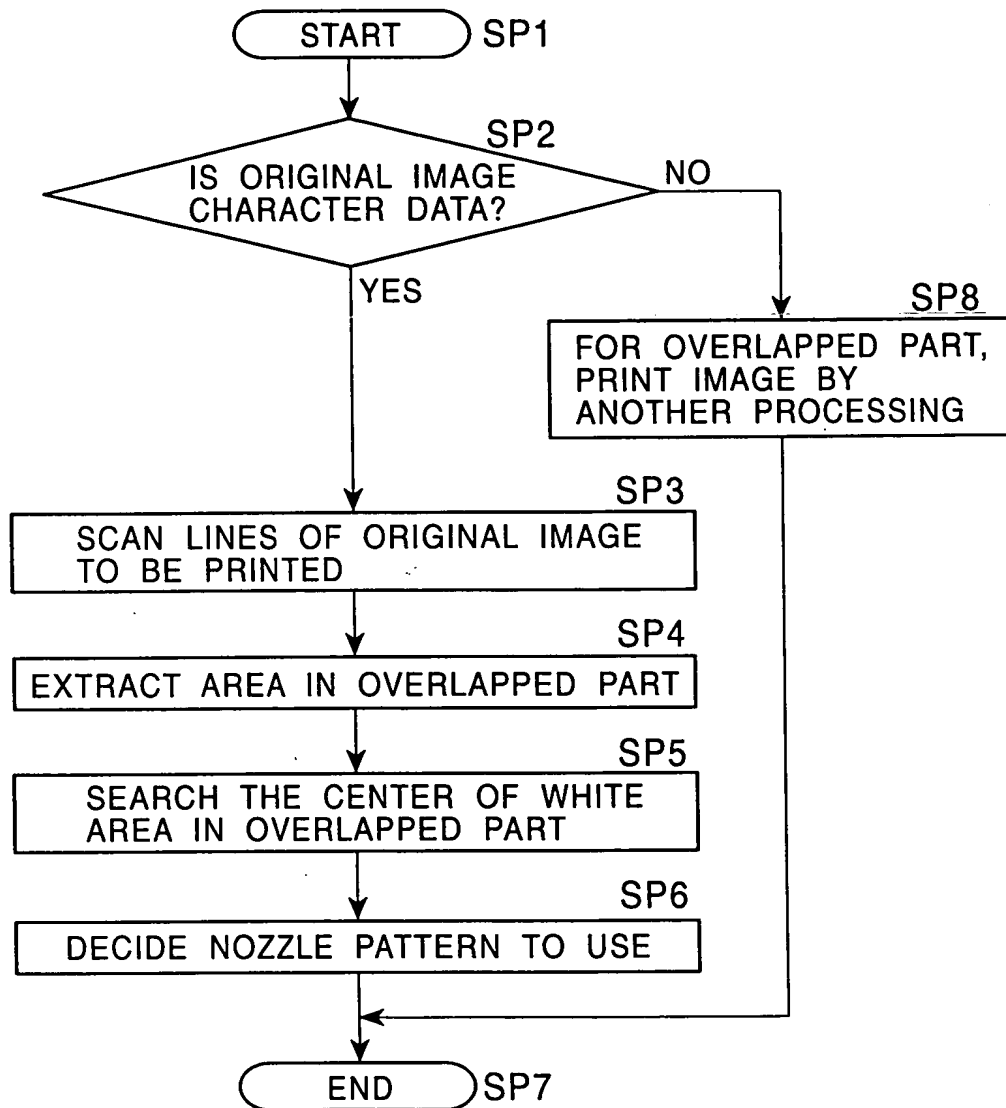 START
SP1
SP2
IS ORIGINAL IMAGE
CHARACTER DATA?
NO
YES
SP8
FOR OVERLAPPED PART,
PRINT IMAGE BY
ANOTHER PROCESSING
SP3
SCAN LINES OF ORIGINAL IMAGE
TO BE PRINTED
SP4
EXTRACT AREA IN OVERLAPPED PART
SP5
SEARCH THE CENTER OF WHITE
AREA IN OVERLAPPED PART
SP6
DECIDE NOZZLE PATTERN TO USE
END
SP7